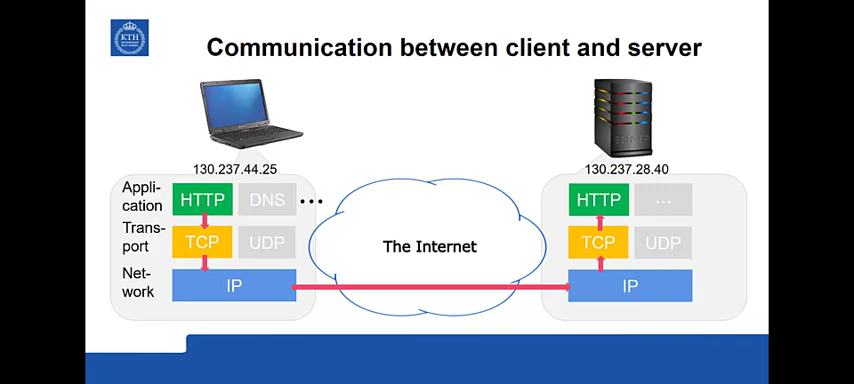 KTH
Communication between client and server
130.237.44.25
130.237.28.40
Appli-
cation
HTTP
DNS
...
HTTP
...
Trans-
port
TCP
UDP
The Internet
TCP
UDP
Net-
work
IP
IP